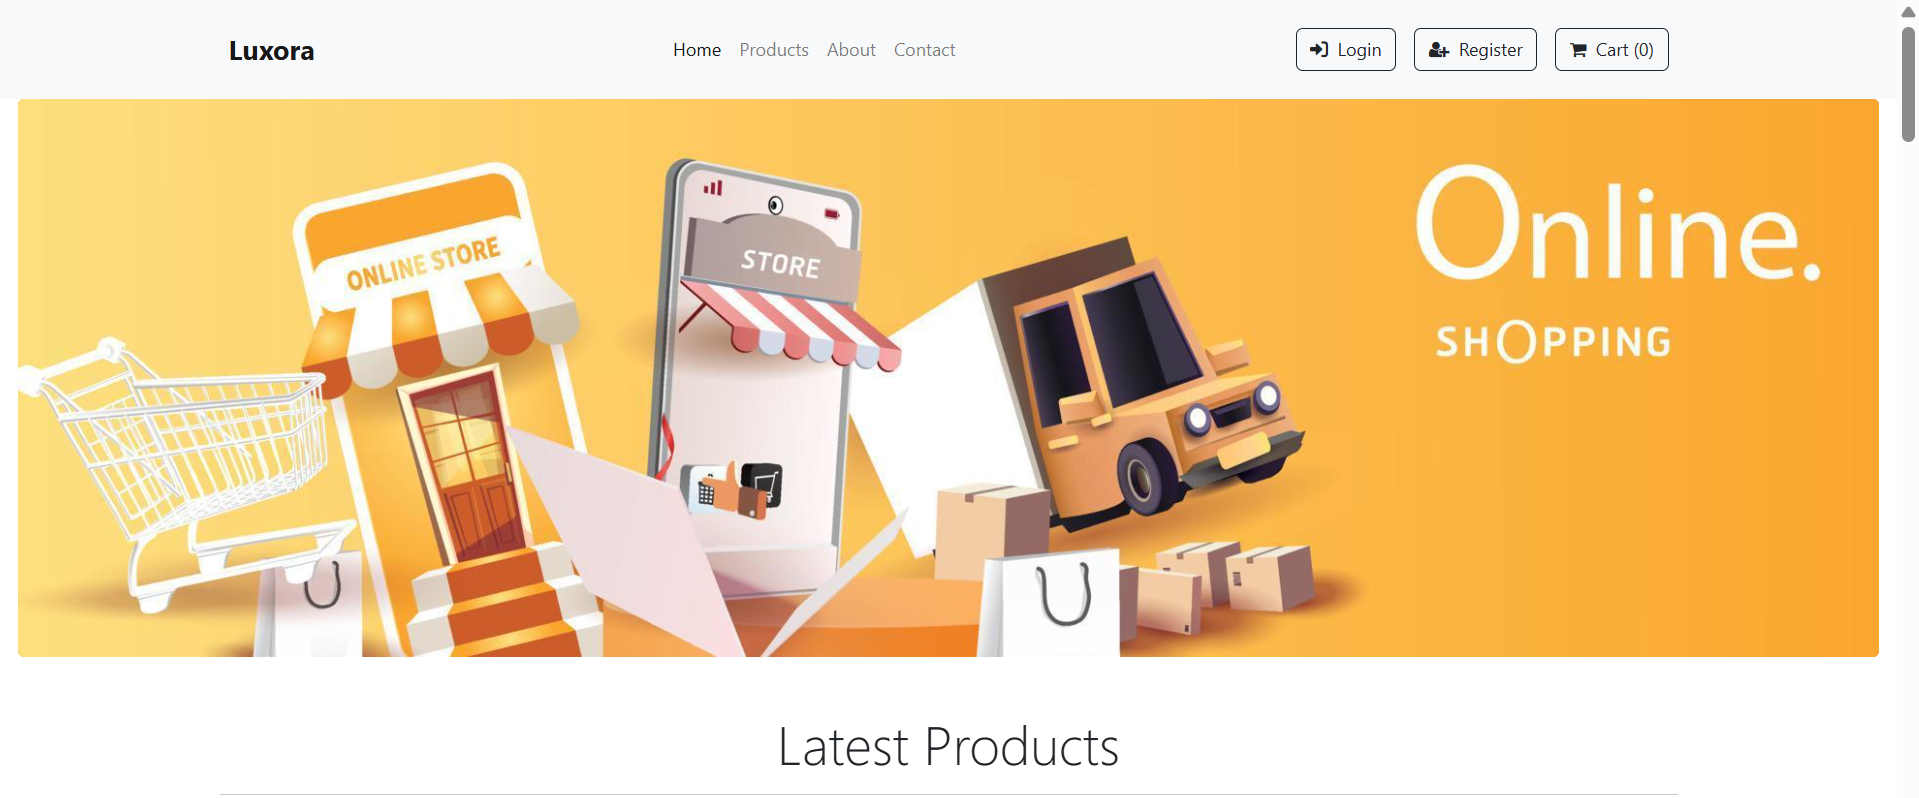 Luxora
Home Products About Contact
Login Register Cart (0)
ONLINE STORE
STORE
Online.
SHOPPING
Latest Products